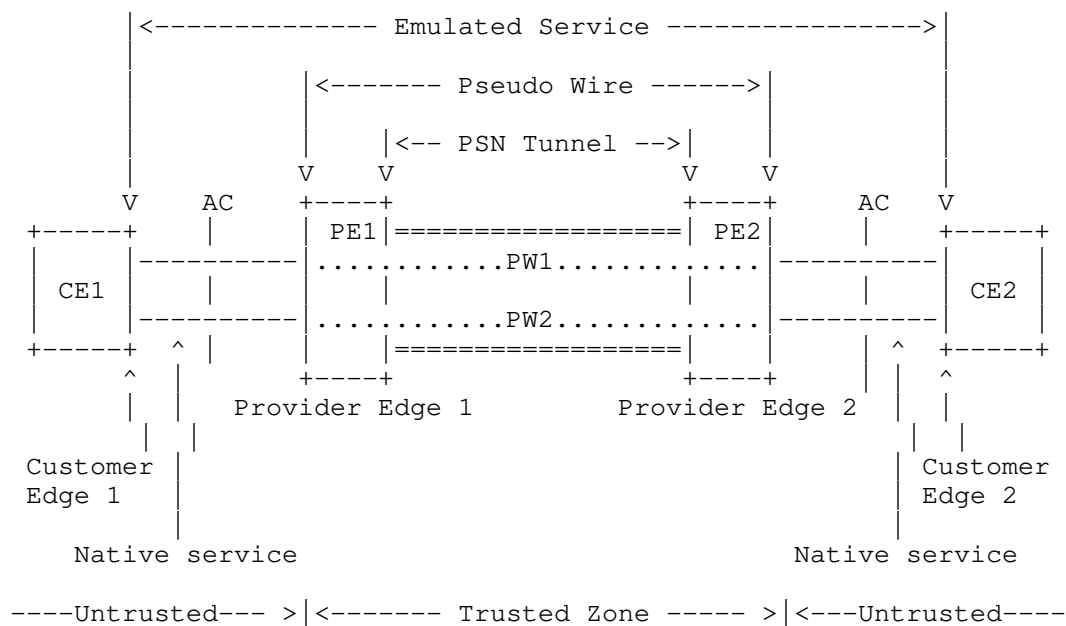 |<------------- Emulated Service ---------------->|
|<------- Pseudo Wire ------>|
|<-- PSN Tunnel -->|
V V V V
V AC +----+ +----+ AC V
+-----+ | | PE1|==================| PE2| | +-----+
| |----------|............PW1.............|----------| |
| CE1 | | | | | | | | CE2 |
| |----------|............PW2.............|----------| |
+-----+ ^ | | |==================| | | ^ +-----+
^ | +----+ +----+ | | ^
| | Provider Edge 1 Provider Edge 2 | |
| | | |
Customer | | Customer
Edge 1 | | Edge 2
| |
Native service Native service
----Untrusted--- >|<------- Trusted Zone ----- >|<---Untrusted----